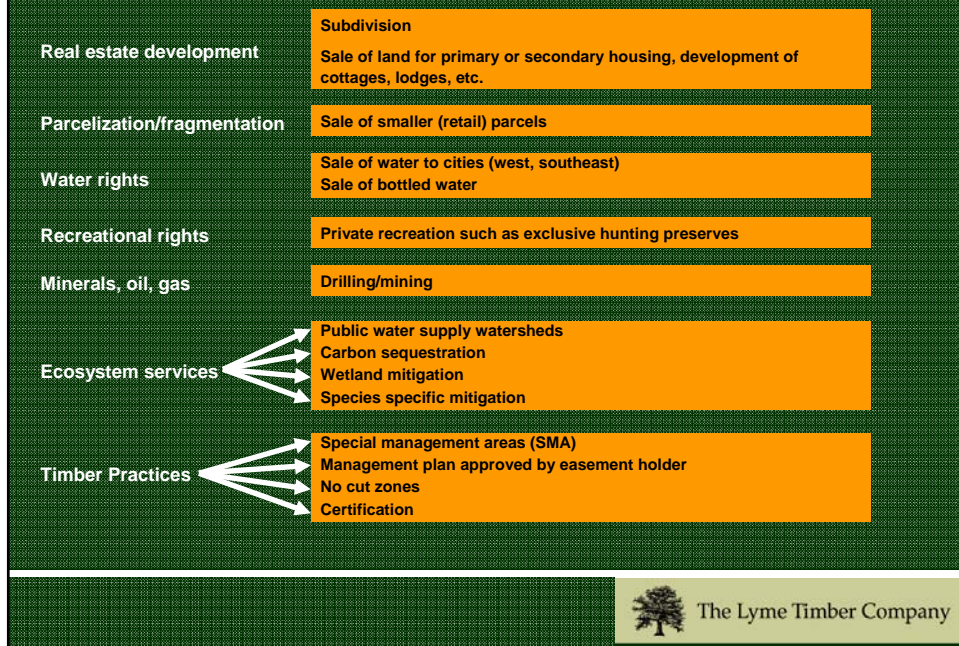 Real estate development
Subdivision
Sale of land for primary or secondary housing, development of
cottages, lodges, etc.
Parcelization/fragmentation
Sale of smaller (retail) parcels
Water rights
Sale of water to cities (west, southeast)
Sale of bottled water
Recreational rights
Private recreation such as exclusive hunting preserves
Minerals, oil, gas
Drilling/mining
Ecosystem services
Public water supply watersheds
Carbon sequestration
Wetland mitigation
Species specific mitigation
Timber Practices
Special management areas (SMA)
Management plan approved by easement holder
No cut zones
Certification
The Lyme Timber Company